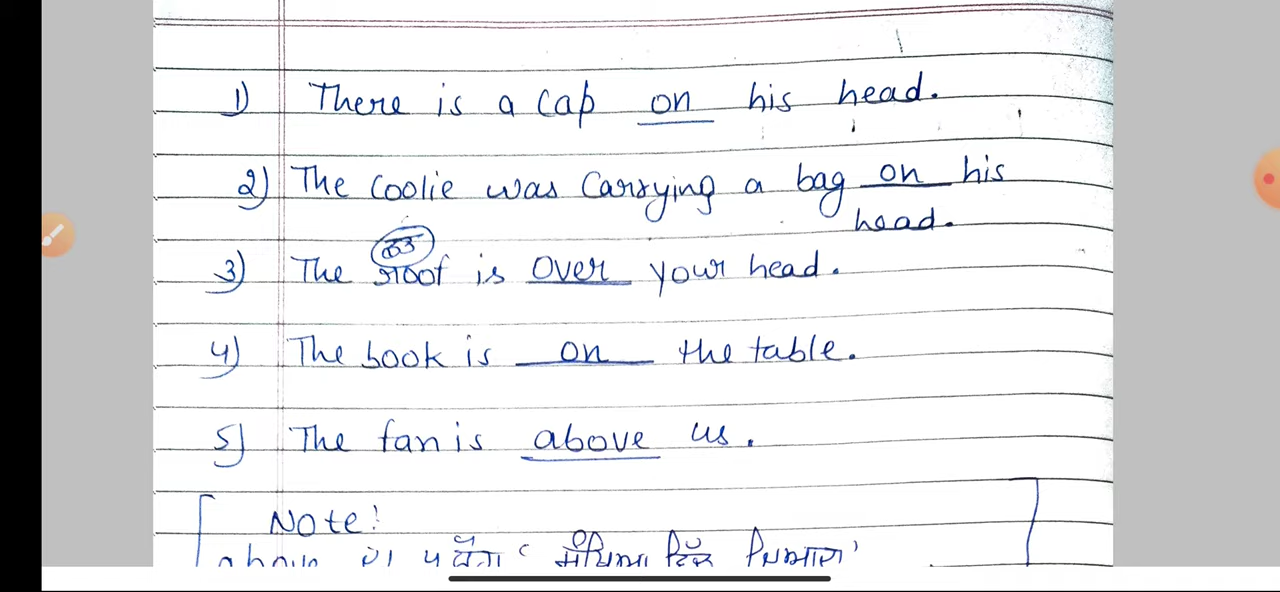 1) There is a cap on his head.
2) The coolie was carrying a bag on his
head.
3) The roof is over your head.
4) The book is on the table.
5) The fan is above us.
Note!